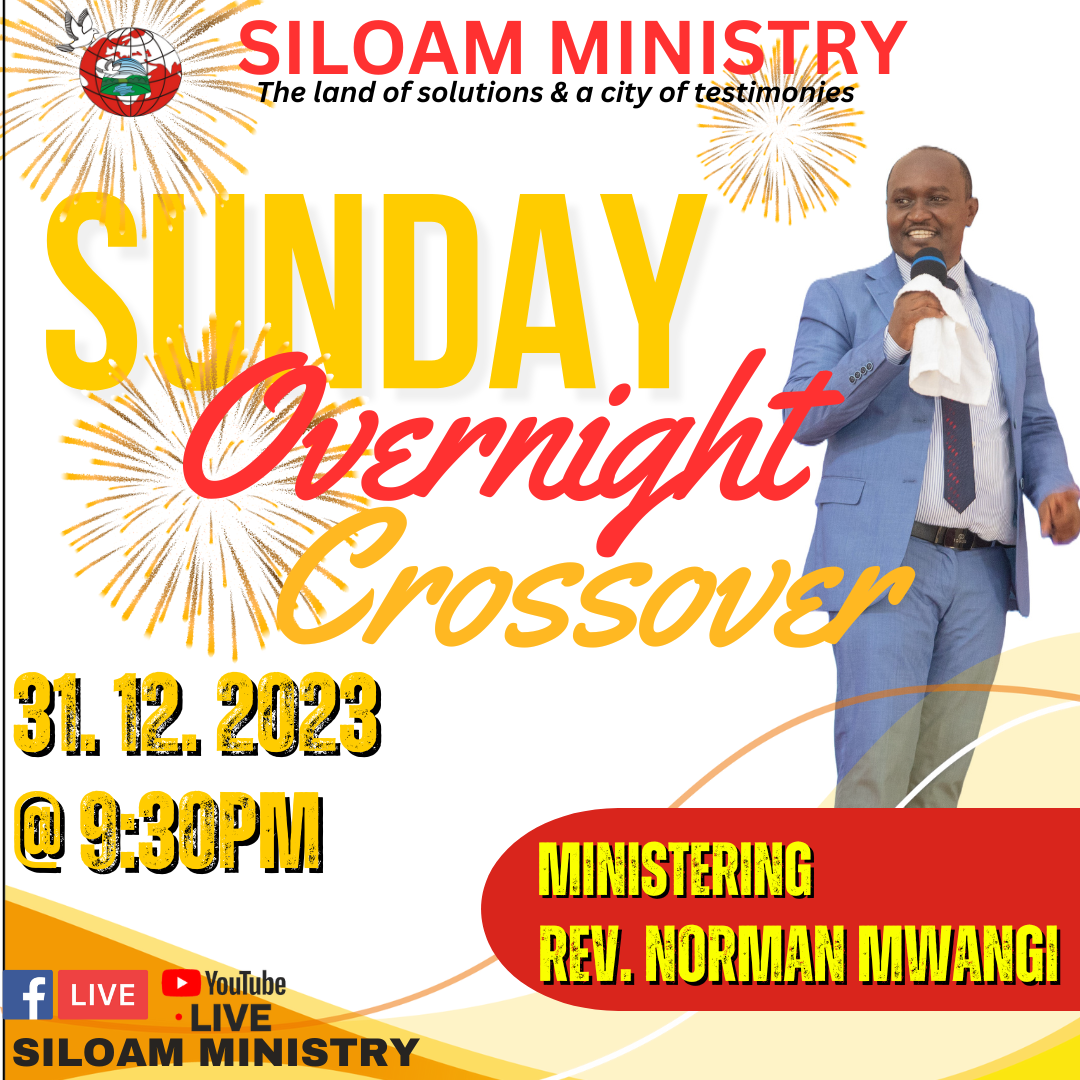 SILOAM MINISTRY
The land of solutions & a city of testimonies
SUNDAY
Overnight
Crossover
31. 12. 2023
@ 9:30PM
MINISTERING
REV. NORMAN MWANGI
f LIVE YouTube
• LIVE
SILOAM MINISTRY